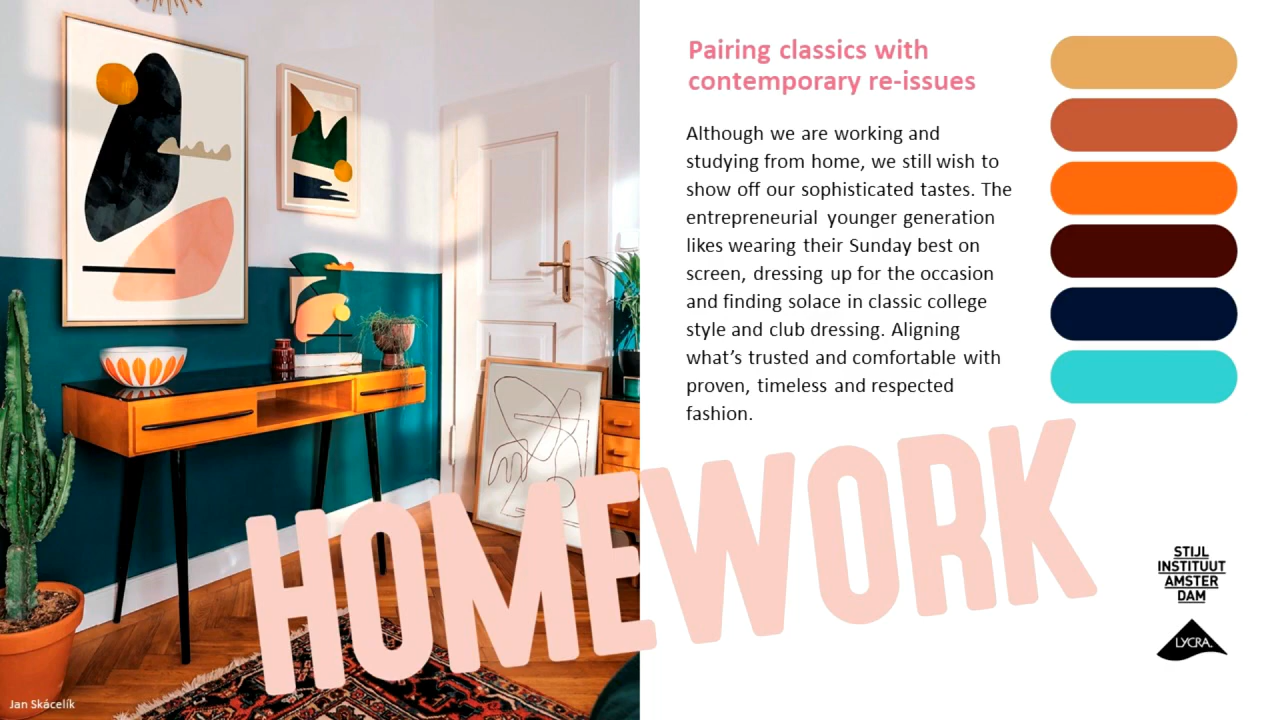 Pairing classics with
contemporary re-issues
Although we are working and
studying from home, we still wish to
show off our sophisticated tastes. The
entrepreneurial younger generation
likes wearing their Sunday best on
screen, dressing up for the occasion
and finding solace in classic college
style and club dressing. Aligning
what’s trusted and comfortable with
proven, timeless and respected
fashion.
HOMEWORK
STIJL
INSTITUUT
AMSTER
DAM
LYCRA.
Jan Skácelík